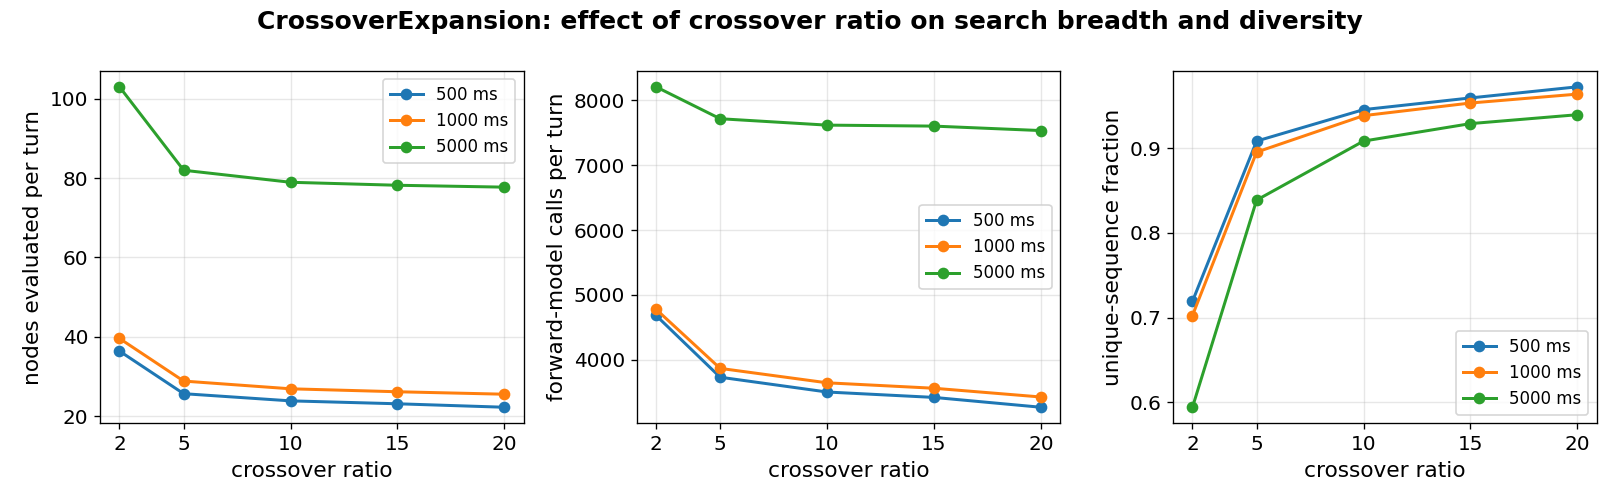 CrossoverExpansion: effect of crossover ratio on search breadth and diversity
nodes evaluated per turn
100
80
60
40
20
2
5
10
15
20
crossover ratio
500 ms
1000 ms
5000 ms
forward-model calls per turn
8000
7000
6000
5000
4000
2
5
10
15
20
crossover ratio
500 ms
1000 ms
5000 ms
unique-sequence fraction
0.9
0.8
0.7
0.6
2
5
10
15
20
crossover ratio
500 ms
1000 ms
5000 ms